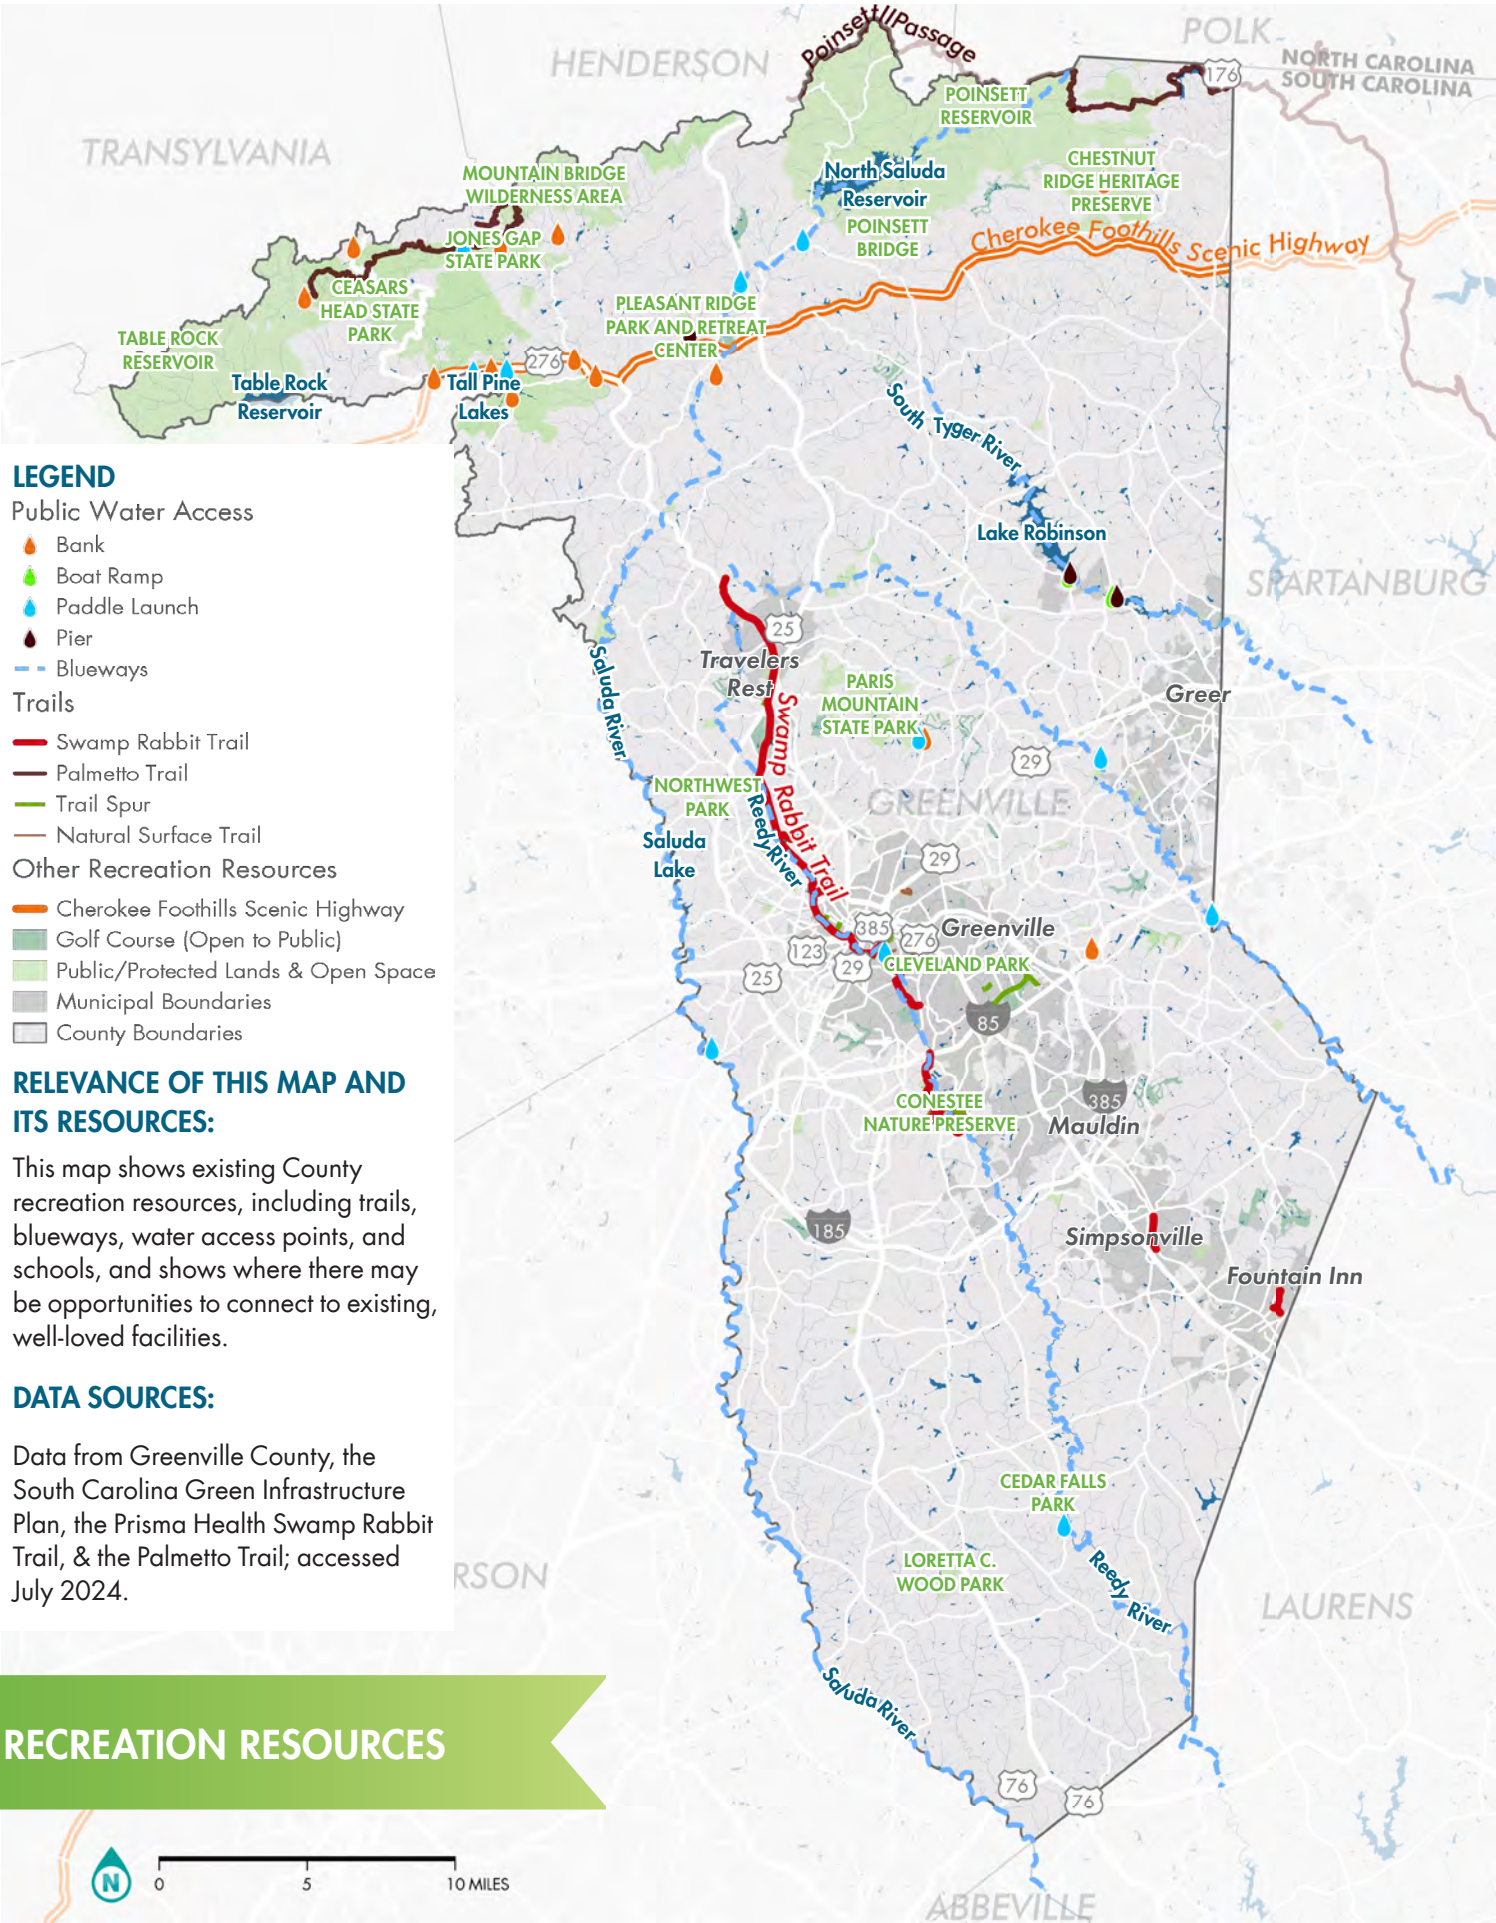 POLK
NORTH CAROLINA
SOUTH CAROLINA
HENDERSON
Poinsett Passage
176
TRANSYLVANIA
POINSETT
RESERVOIR
MOUNTAIN BRIDGE
WILDERNESS AREA
North Saluda
Reservoir
CHESTNUT
RIDGE HERITAGE
PRESERVE
POINSETT
BRIDGE
Cherokee Foothills Scenic Highway
JONES GAP
STATE PARK
CEASARS
HEAD STATE
PARK
PLEASANT RIDGE
PARK AND RETREAT
CENTER
TABLE ROCK
RESERVOIR
Table Rock
Reservoir
276
Tall Pine
Lakes
South Tyger River
Lake Robinson
SPARTANBURG
25
Travelers
Rest
Saluda River
PARIS
MOUNTAIN
STATE PARK
Greer
Swamp Rabbit Trail
29
NORTHWEST
PARK
Reedy River
GREENVILLE
Saluda
Lake
29
385
276
Greenville
123
29
25
CLEVELAND PARK
85
CONESTEE
NATURE PRESERVE
385
Mauldin
185
Simpsonville
Fountain Inn
CEDAR FALLS
PARK
LORETTA C.
WOOD PARK
Reedy River
RSON
LAURENS
Saluda River
76
76
ABBEVILLE
LEGEND
Public Water Access
Bank
Boat Ramp
Paddle Launch
Pier
Blueways
Trails
Swamp Rabbit Trail
Palmetto Trail
Trail Spur
Natural Surface Trail
Other Recreation Resources
Cherokee Foothills Scenic Highway
Golf Course (Open to Public)
Public/Protected Lands & Open Space
Municipal Boundaries
County Boundaries
RELEVANCE OF THIS MAP AND
ITS RESOURCES:
This map shows existing County
recreation resources, including trails,
blueways, water access points, and
schools, and shows where there may
be opportunities to connect to existing,
well-loved facilities.
DATA SOURCES:
Data from Greenville County, the
South Carolina Green Infrastructure
Plan, the Prisma Health Swamp Rabbit
Trail, & the Palmetto Trail; accessed
July 2024.
RECREATION RESOURCES
N
0 5 10 MILES